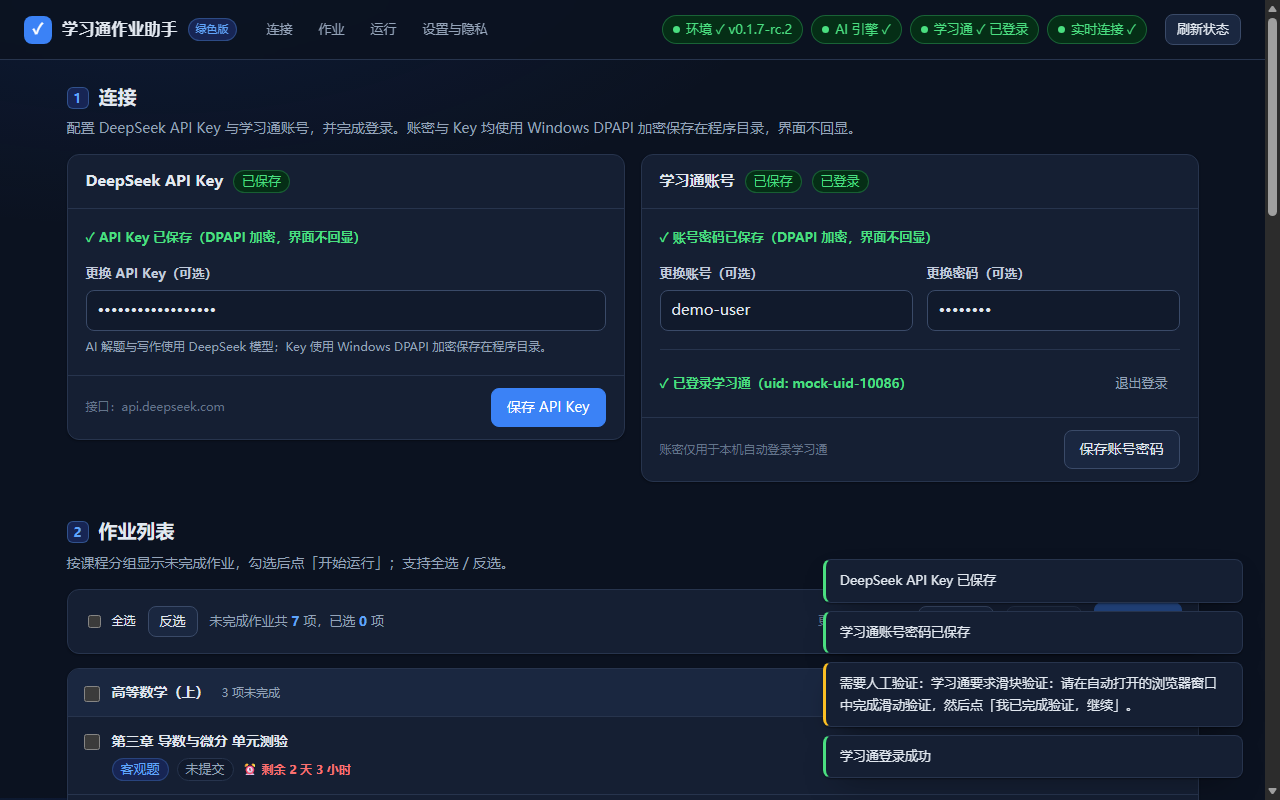 学习通作业助手 绿色版 连接 作业 运行 设置与隐私 环境 ✓ v0.1.7-rc.2 AI 引擎 ✓ 学习通 ✓ 已登录 实时连接 ✓ 刷新状态
1 连接
配置 DeepSeek API Key 与学习通账号，并完成登录。账密与 Key 均使用 Windows DPAPI 加密保存在程序目录，界面不回显。
DeepSeek API Key 已保存
✓ API Key 已保存（DPAPI 加密，界面不回显）
更换 API Key（可选）
••••••••••••••••••
AI 解题与写作使用 DeepSeek 模型；Key 使用 Windows DPAPI 加密保存在程序目录。
接口：api.deepseek.com 保存 API Key
学习通账号 已保存 已登录
✓ 账号密码已保存（DPAPI 加密，界面不回显）
更换账号（可选） 更换密码（可选）
demo-user ••••••••
✓ 已登录学习通（uid: mock-uid-10086） 退出登录
账密仅用于本机自动登录学习通 保存账号密码
2 作业列表
按课程分组显示未完成作业，勾选后点「开始运行」；支持全选 / 反选。
全选 反选 未完成作业共 7 项，已选 0 项
高等数学（上） 3 项未完成
第三章 导数与微分 单元测验
客观题 未提交 ⏰ 剩余 2 天 3 小时
DeepSeek API Key 已保存
学习通账号密码已保存
需要人工验证：学习通要求滑块验证：请在自动打开的浏览器窗口
中完成滑动验证，然后点「我已完成验证，继续」。
学习通登录成功